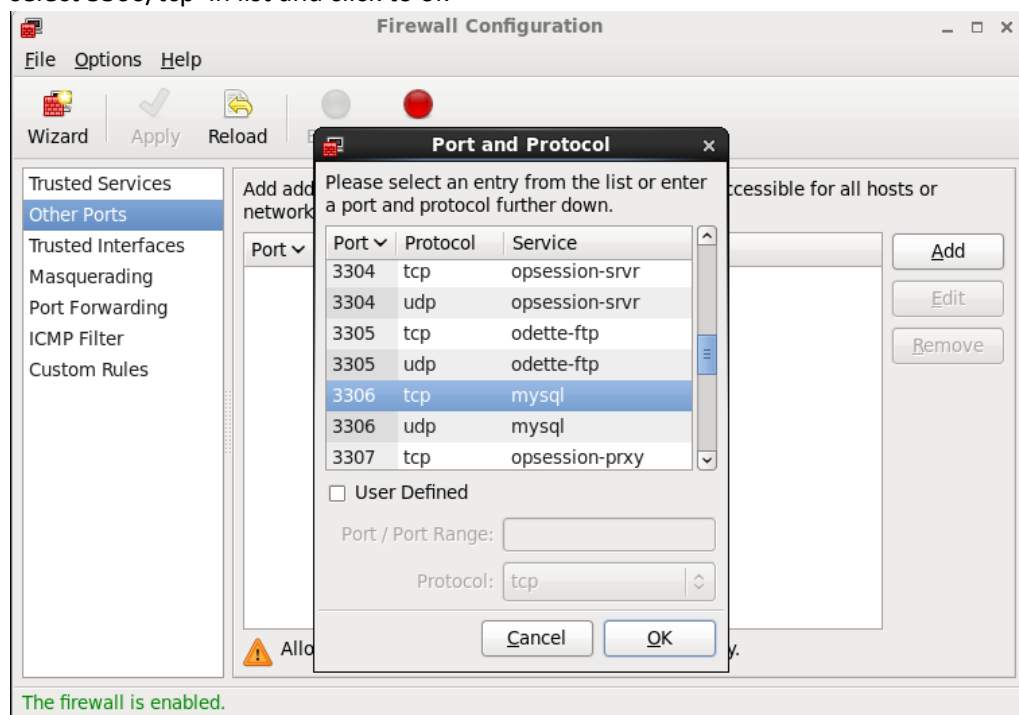 Firewall Configuration
File Options Help
Wizard Apply Reload
Port and Protocol
Trusted Services
Other Ports
Trusted Interfaces
Masquerading
Port Forwarding
ICMP Filter
Custom Rules
Add add
network
ccessible for all hosts or
Port
Please select an entry from the list or enter
a port and protocol further down.
Port Protocol Service
3304 tcp opsession-srvr
3304 udp opsession-srvr
3305 tcp odette-ftp
3305 udp odette-ftp
3306 tcp mysql
3306 udp mysql
3307 tcp opsession-prxy
User Defined
Port / Port Range:
Protocol: tcp
Cancel OK
Add
Edit
Remove
Allo
y.
The firewall is enabled.